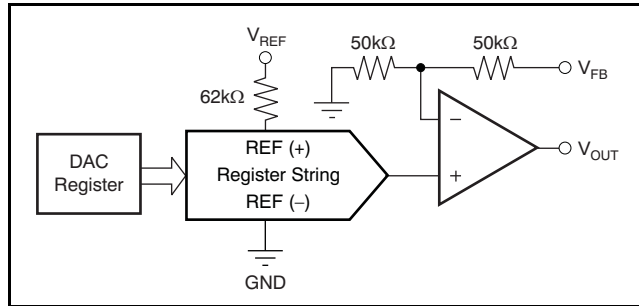 V_REF
50kΩ
50kΩ
V_FB
62kΩ
DAC
Register
REF (+)
Register String
REF (–)
–
+
V_OUT
GND